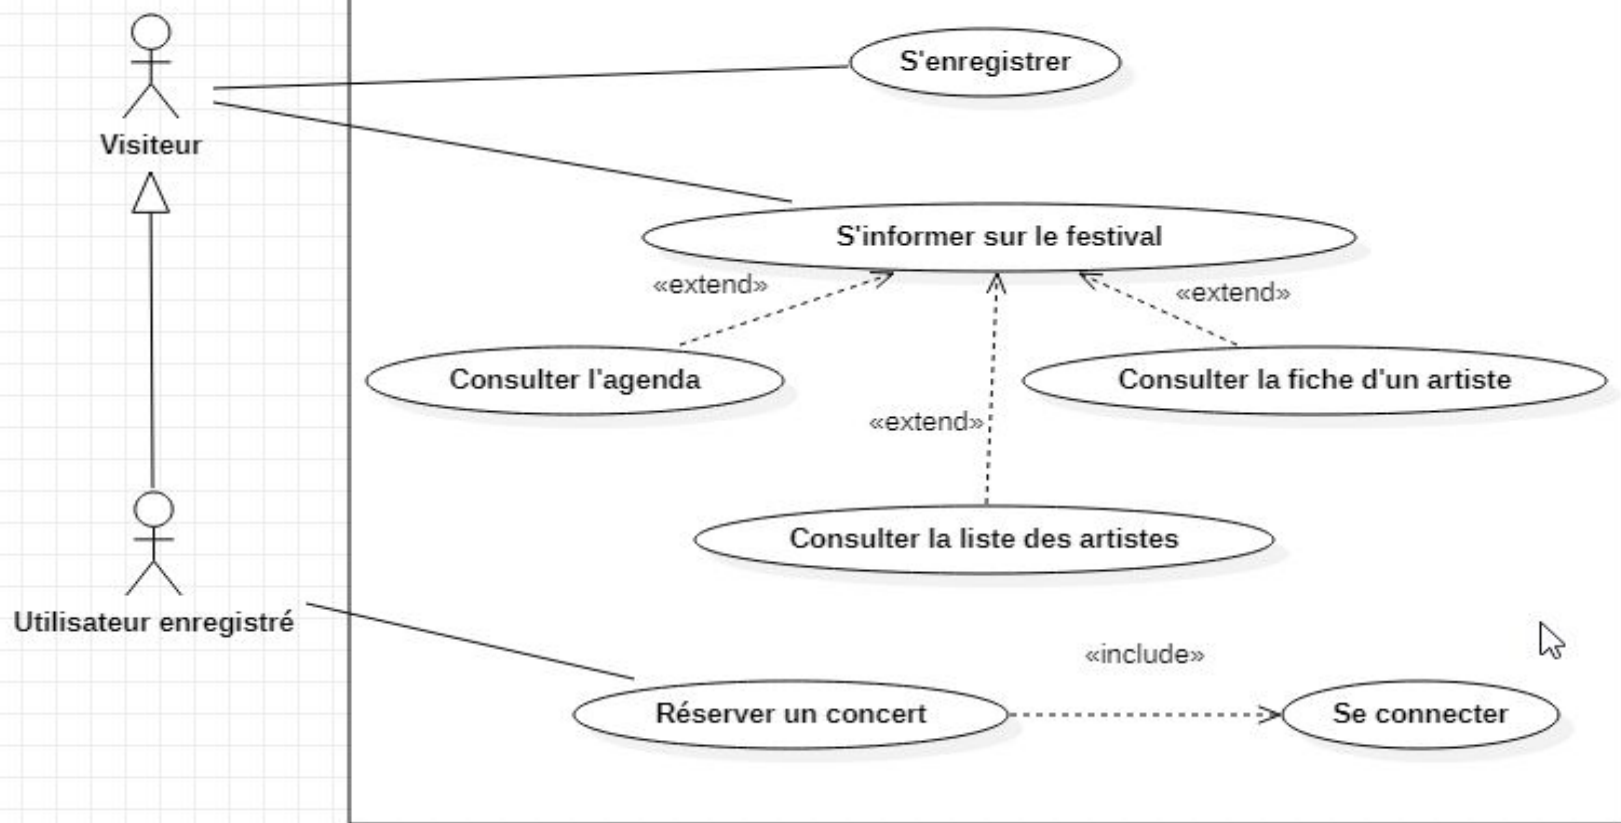 S'enregistrer
Visiteur
S'informer sur le festival
«extend»
«extend»
Consulter l'agenda
Consulter la fiche d'un artiste
«extend»
Consulter la liste des artistes
Utilisateur enregistré
«include»
Réserver un concert
Se connecter